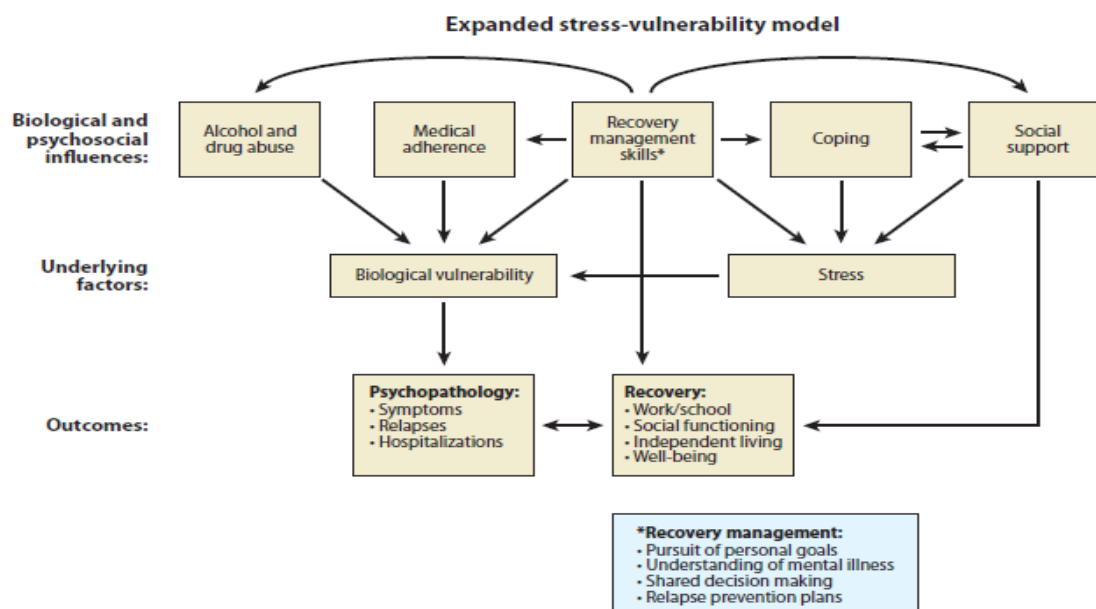 Expanded stress-vulnerability model
Biological and
psychosocial
influences:
Alcohol and
drug abuse
Medical
adherence
Recovery
management
skills*
Coping
Social
support
Underlying
factors:
Biological vulnerability
Stress
Outcomes:
Psychopathology:
• Symptoms
• Relapses
• Hospitalizations
Recovery:
• Work/school
• Social functioning
• Independent living
• Well-being
*Recovery management:
• Pursuit of personal goals
• Understanding of mental illness
• Shared decision making
• Relapse prevention plans